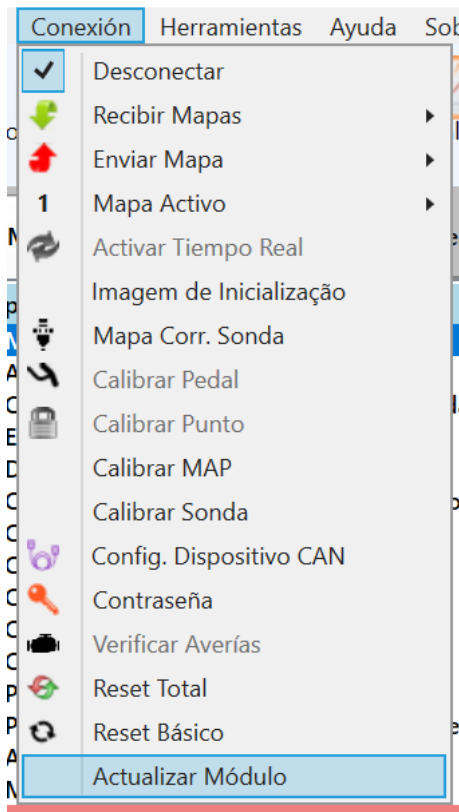 Conexión Herramientas Ayuda
Desconectar
Recibir Mapas
Enviar Mapa
1 Mapa Activo
Activar Tiempo Real
Imagem de Inicialização
Mapa Corr. Sonda
Calibrar Pedal
Calibrar Punto
Calibrar MAP
Calibrar Sonda
Config. Dispositivo CAN
Contraseña
Verificar Averías
Reset Total
Reset Básico
Actualizar Módulo